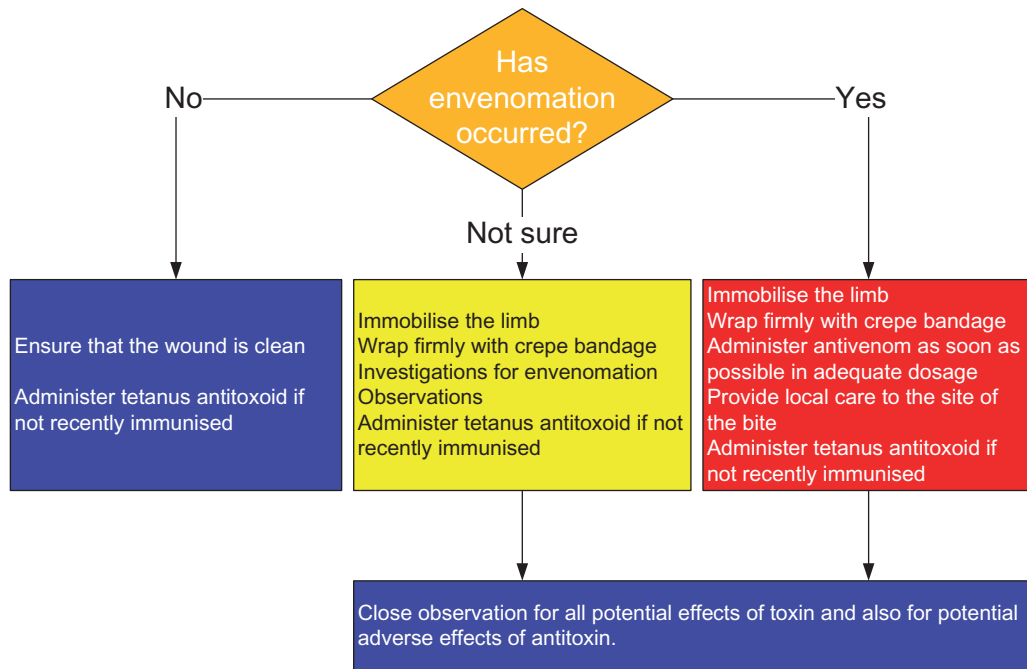 Has
envenomation
occurred?
No
Yes
Not sure
Ensure that the wound is clean
Administer tetanus antitoxoid if
not recently immunised
Immobilise the limb
Wrap firmly with crepe bandage
Investigations for envenomation
Observations
Administer tetanus antitoxoid if not
recently immunised
Immobilise the limb
Wrap firmly with crepe bandage
Administer antivenom as soon as
possible in adequate dosage
Provide local care to the site of
the bite
Administer tetanus antitoxoid if
not recently immunised
Close observation for all potential effects of toxin and also for potential
adverse effects of antitoxin.